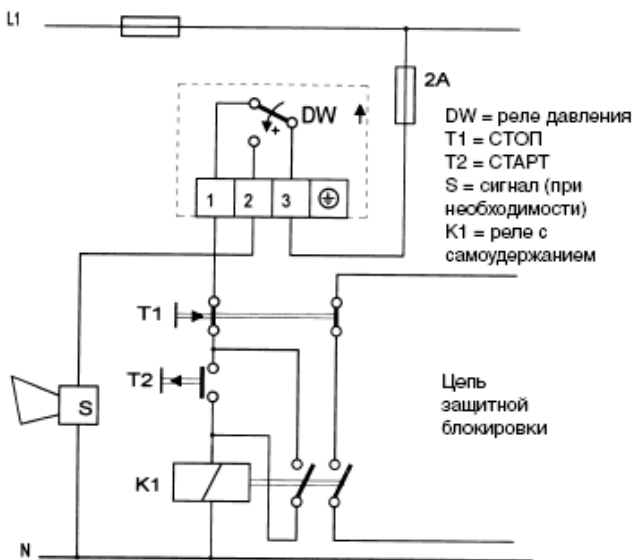 L1
2A
DW
+
DW = реле давления
T1 = СТОП
T2 = СТАРТ
S = сигнал (при
необходимости)
K1 = реле с
самоудержанием
1 2 3
T1
T2
S
Цепь
защитной
блокировки
K1
N